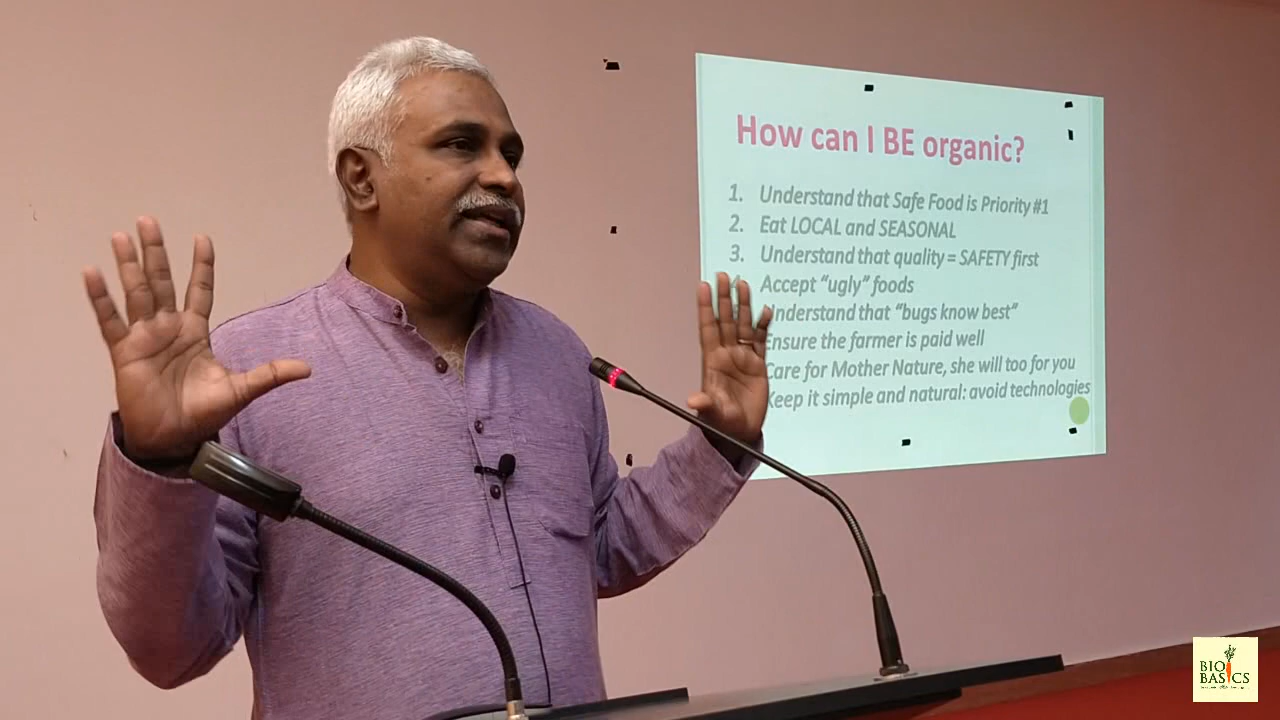 How can I BE organic?
1. Understand that Safe Food is Priority #1
2. Eat LOCAL and SEASONAL
3. Understand that quality = SAFETY first
Accept "ugly" foods
Understand that "bugs know best"
Ensure the farmer is paid well
Care for Mother Nature, she will too for you
Keep it simple and natural: avoid technologies
BIO
BASICS